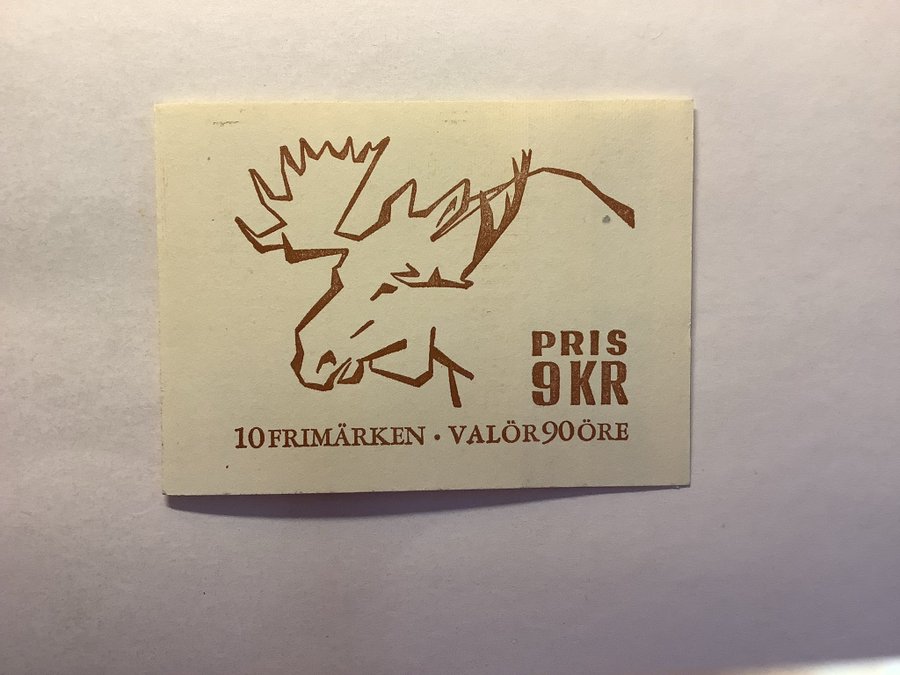 PRIS
9 KR
10 FRIMÄRKEN · VALÖR 90 ÖRE